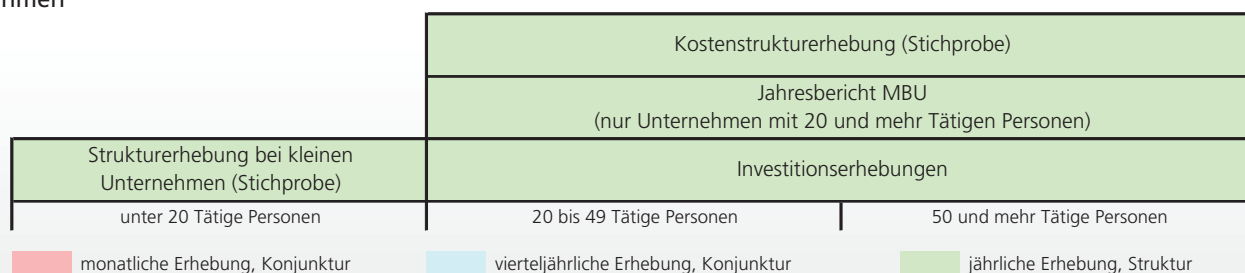 Kostenstrukturerhebung (Stichprobe)
Jahresbericht MBU
(nur Unternehmen mit 20 und mehr Tätigen Personen)
Strukturerhebung bei kleinen
Unternehmen (Stichprobe)
Investitionserhebungen
unter 20 Tätige Personen
20 bis 49 Tätige Personen
50 und mehr Tätige Personen
monatliche Erhebung, Konjunktur
vierteljährliche Erhebung, Konjunktur
jährliche Erhebung, Struktur